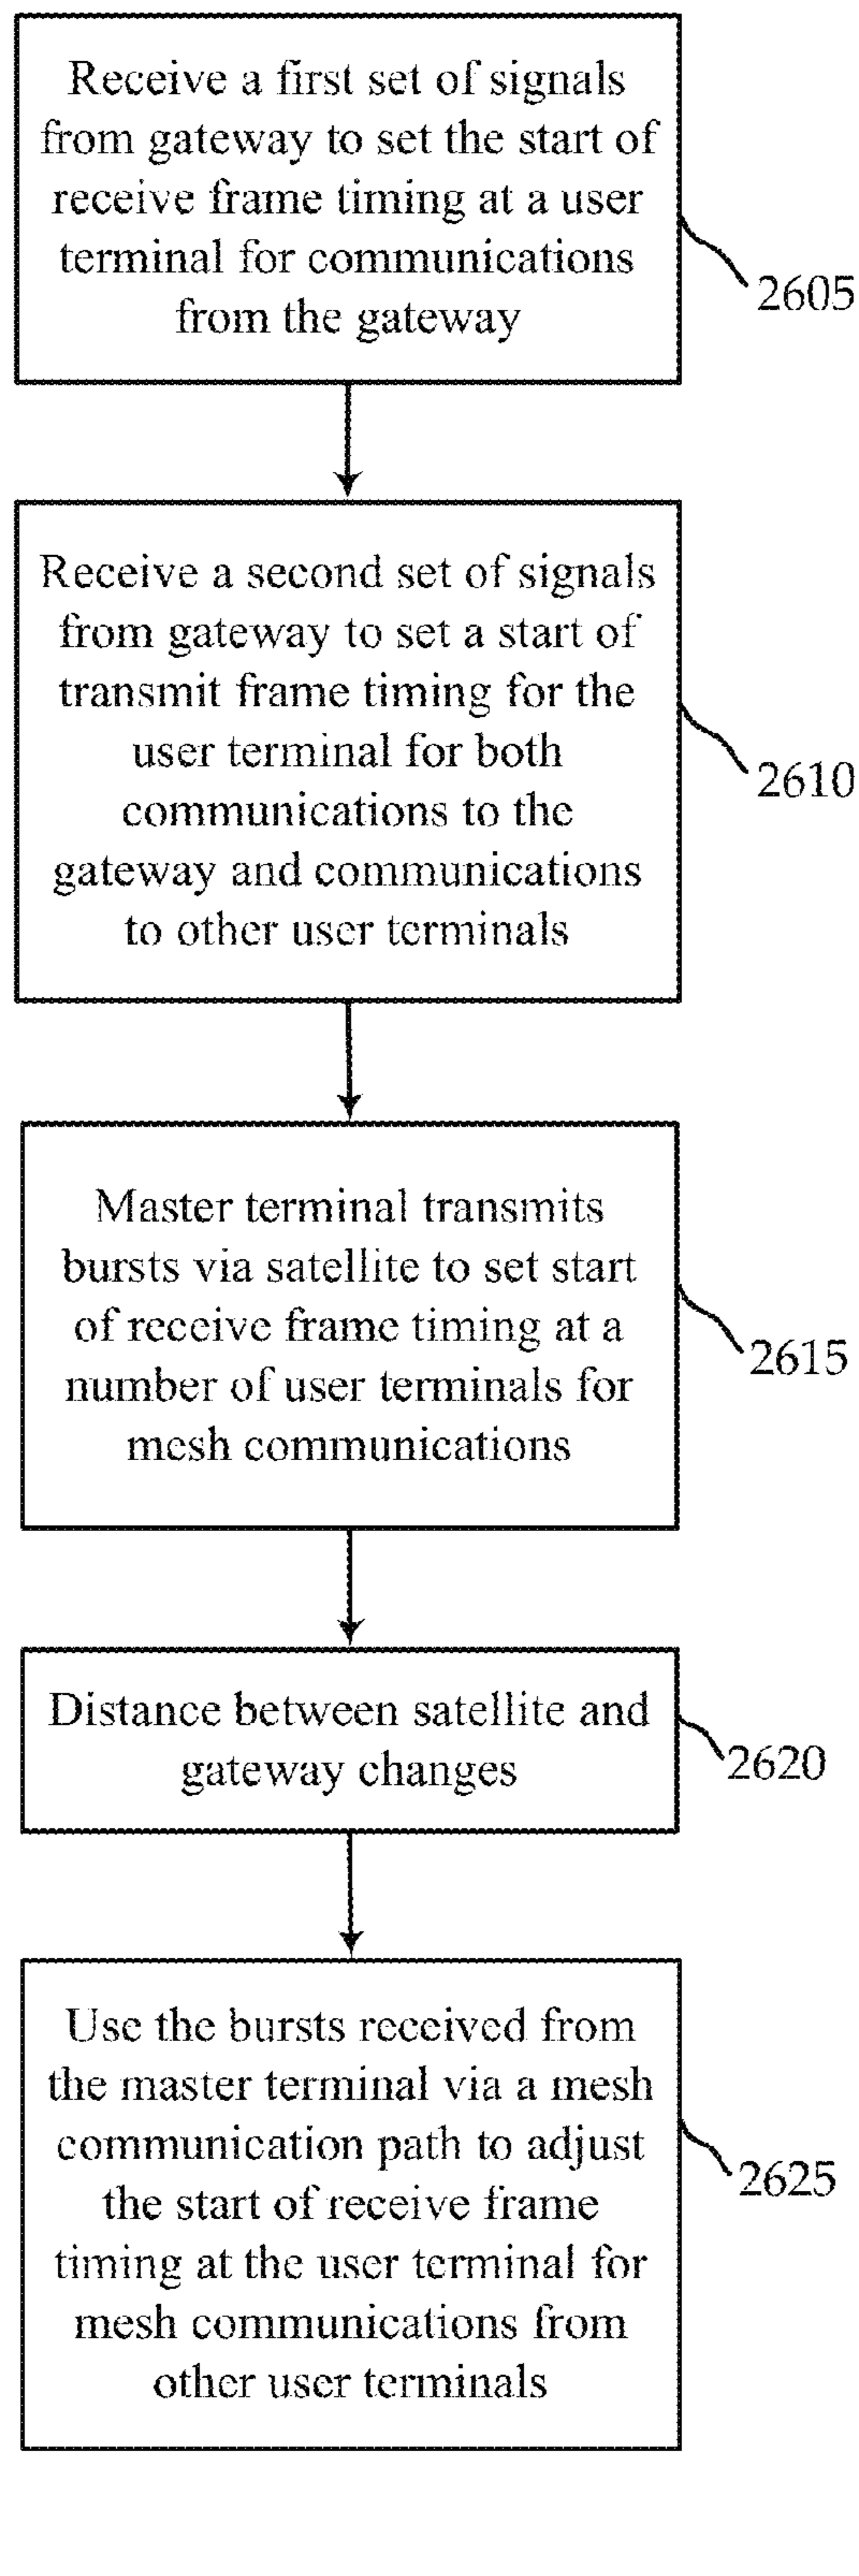 Receive a first set of signals
from gateway to set the start of
receive frame timing at a user
terminal for communications
from the gateway
2605
Receive a second set of signals
from gateway to set a start of
transmit frame timing for the
user terminal for both
communications to the
gateway and communications
to other user terminals
2610
Master terminal transmits
bursts via satellite to set start
of receive frame timing at a
number of user terminals for
mesh communications
2615
Distance between satellite and
gateway changes
2620
Use the bursts received from
the master terminal via a mesh
communication path to adjust
the start of receive frame
timing at the user terminal for
mesh communications from
other user terminals
2625